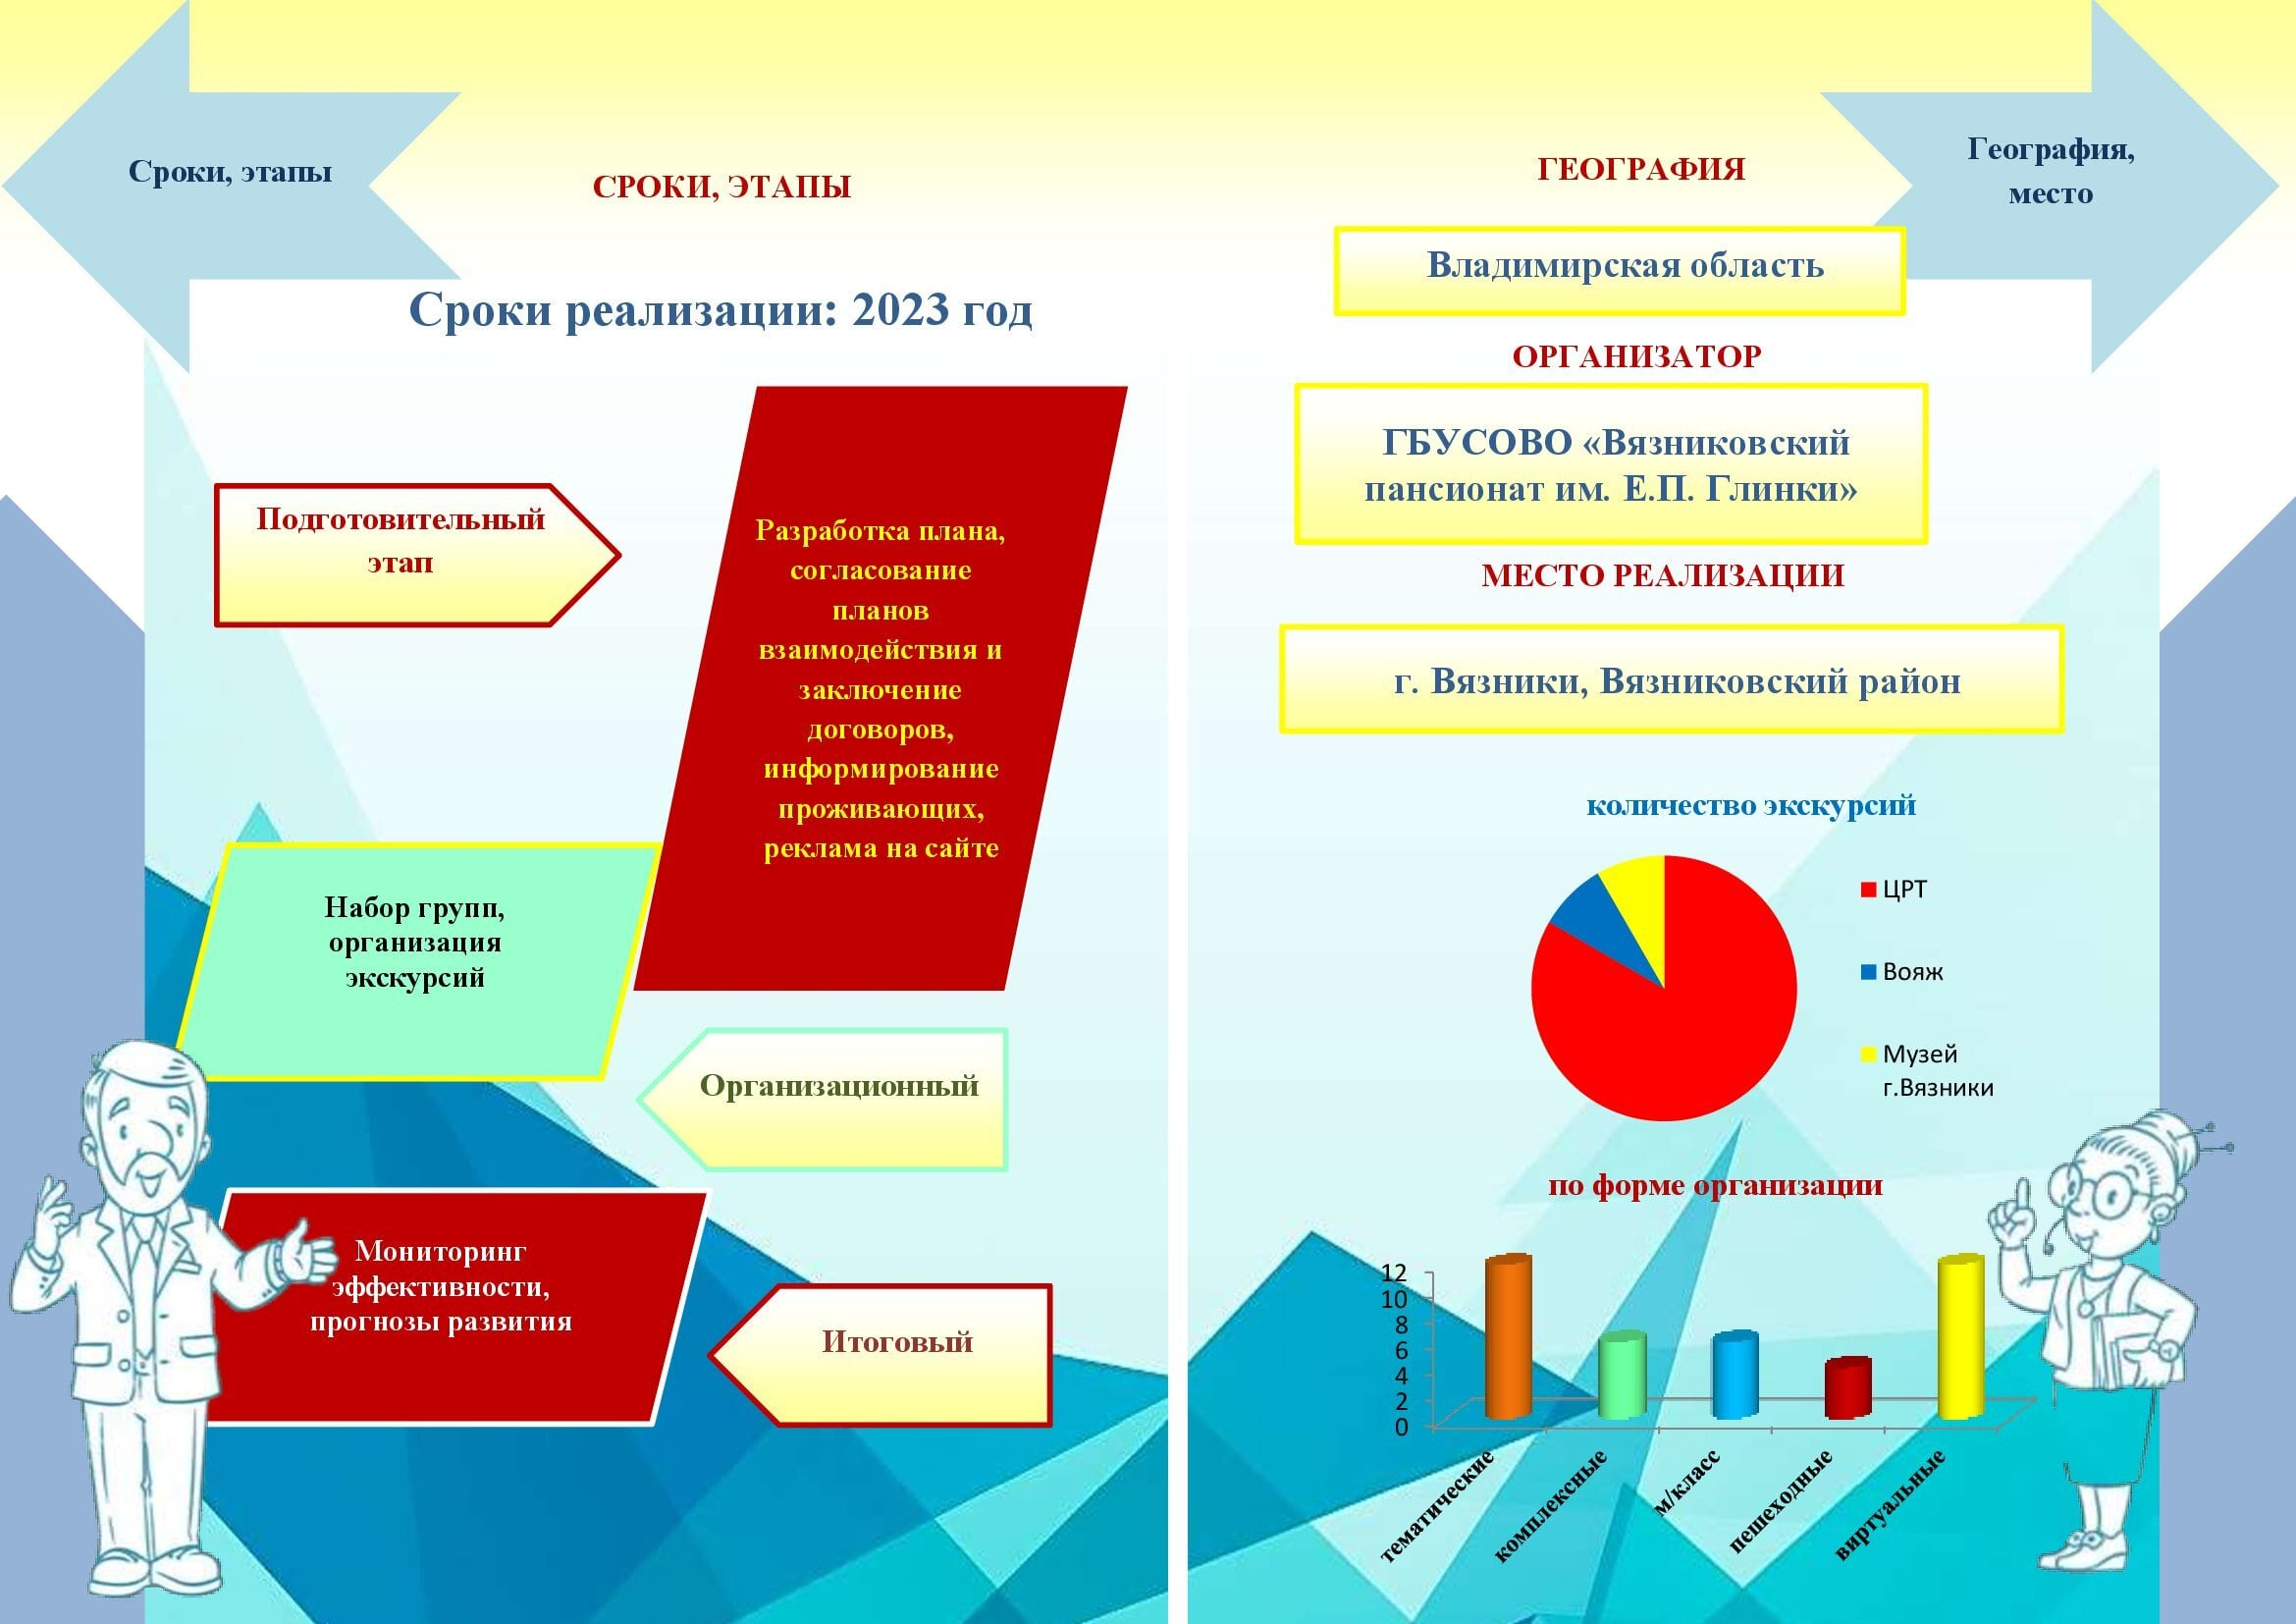 Сроки, этапы
СРОКИ, ЭТАПЫ
Сроки реализации: 2023 год
Подготовительный
этап
Разработка плана,
согласование
планов
взаимодействия и
заключение
договоров,
информирование
проживающих,
реклама на сайте
Набор групп,
организация
экскурсий
Организационный
Мониторинг
эффективности,
прогнозы развития
Итоговый
География,
место
ГЕОГРАФИЯ
Владимирская область
ОРГАНИЗАТОР
ГБУСОВО «Вязниковский
пансионат им. Е.П. Глинки»
МЕСТО РЕАЛИЗАЦИИ
г. Вязники, Вязниковский район
количество экскурсий
ЦРТ
Вояж
Музей
г.Вязники
по форме организации
12
10
8
6
4
2
0
тематические
комплексные
м/класс
пешеходные
виртуальные